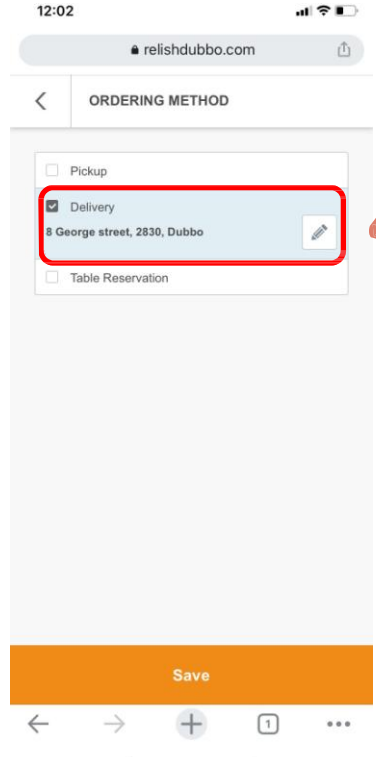 12:02
relishdubbo.com
ORDERING METHOD
Pickup
Delivery
8 George street, 2830, Dubbo
Table Reservation
Save
1